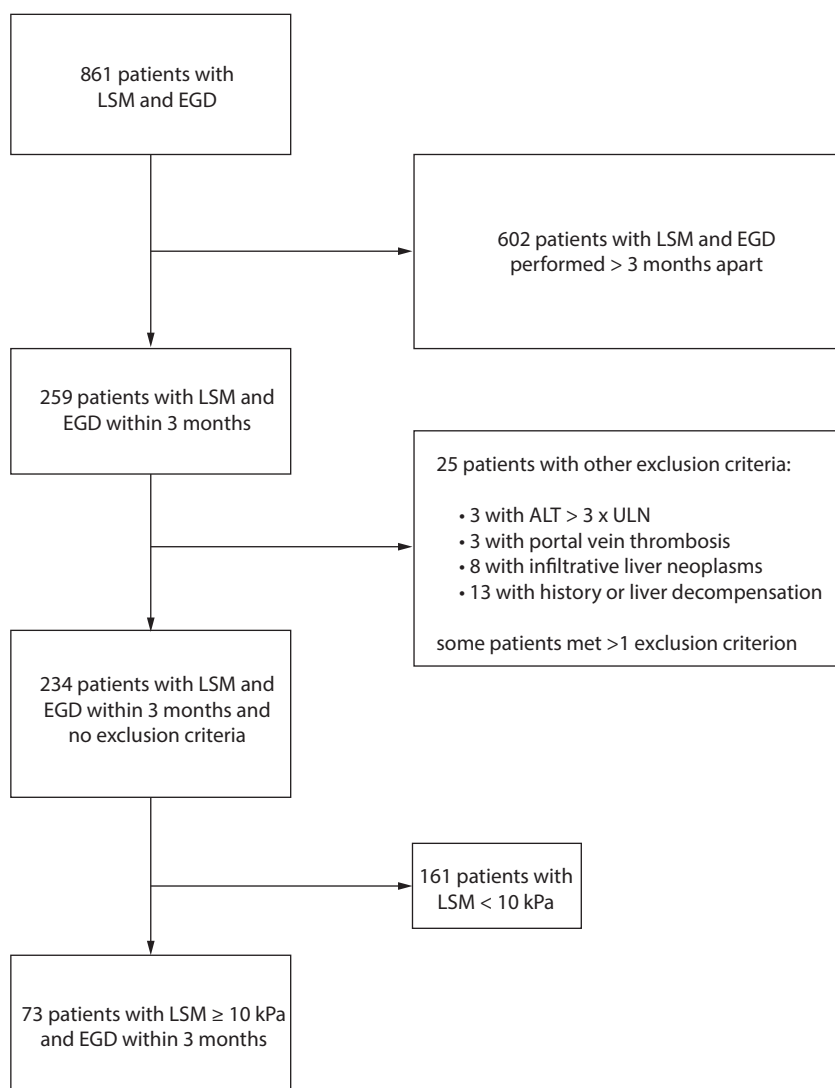 861 patients with
LSM and EGD
602 patients with LSM and EGD
performed > 3 months apart
259 patients with LSM and
EGD within 3 months
25 patients with other exclusion criteria:
• 3 with ALT > 3 x ULN
• 3 with portal vein thrombosis
• 8 with infiltrative liver neoplasms
• 13 with history or liver decompensation
some patients met >1 exclusion criterion
234 patients with LSM and
EGD within 3 months and
no exclusion criteria
161 patients with
LSM < 10 kPa
73 patients with LSM ≥ 10 kPa
and EGD within 3 months